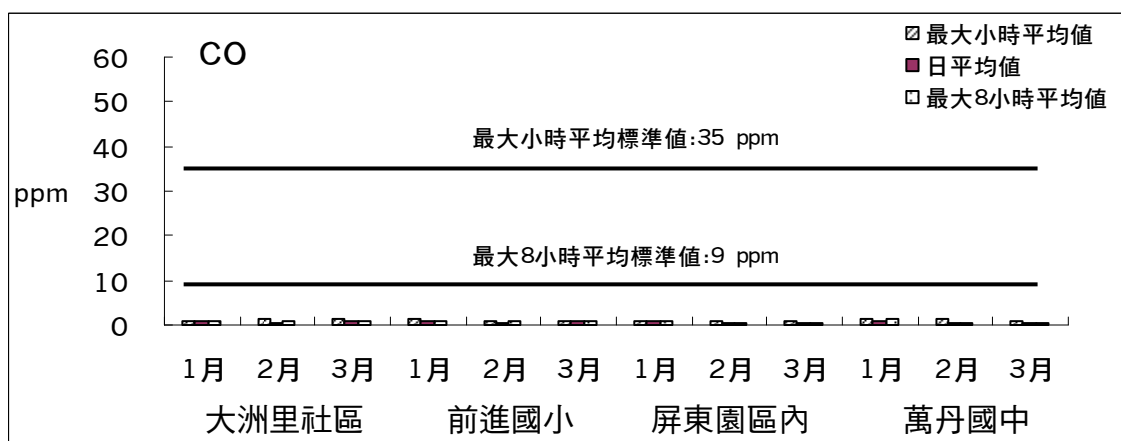 CO
最大小時平均值
日平均值
最大8小時平均值
60
50
40
30
20
10
0
ppm
最大小時平均標準值:35 ppm
最大8小時平均標準值:9 ppm
1月 2月 3月 1月 2月 3月 1月 2月 3月 1月 2月 3月
大洲里社區 前進國小 屏東園區內 萬丹國中